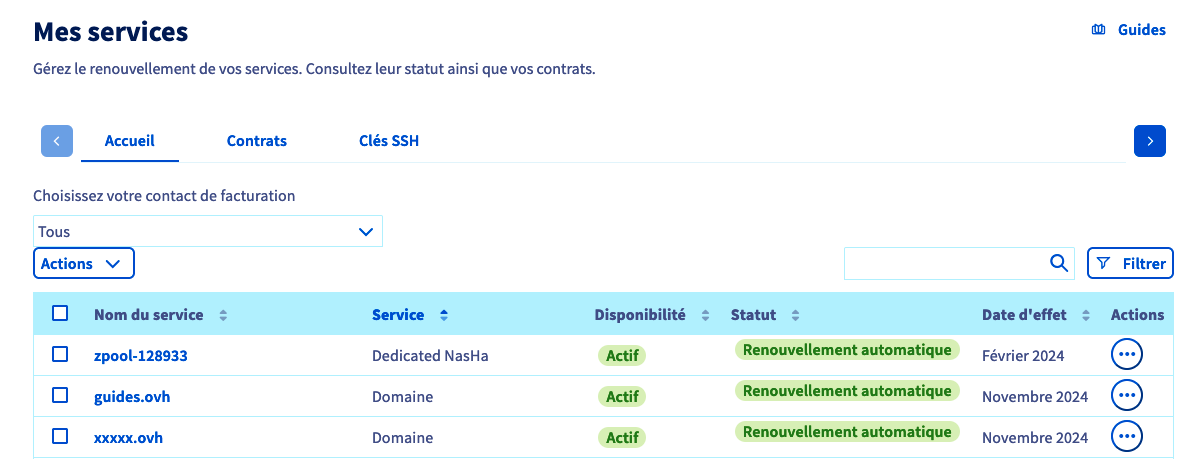 Mes services
Guides
Gérez le renouvellement de vos services. Consultez leur statut ainsi que vos contrats.
Accueil Contrats Clés SSH
Choisissez votre contact de facturation
Tous
Actions
Filtrer
Nom du service Service Disponibilité Statut Date d'effet Actions
zpool-128933 Dedicated NasHa Actif Renouvellement automatique Février 2024
guides.ovh Domaine Actif Renouvellement automatique Novembre 2024
xxxxx.ovh Domaine Actif Renouvellement automatique Novembre 2024